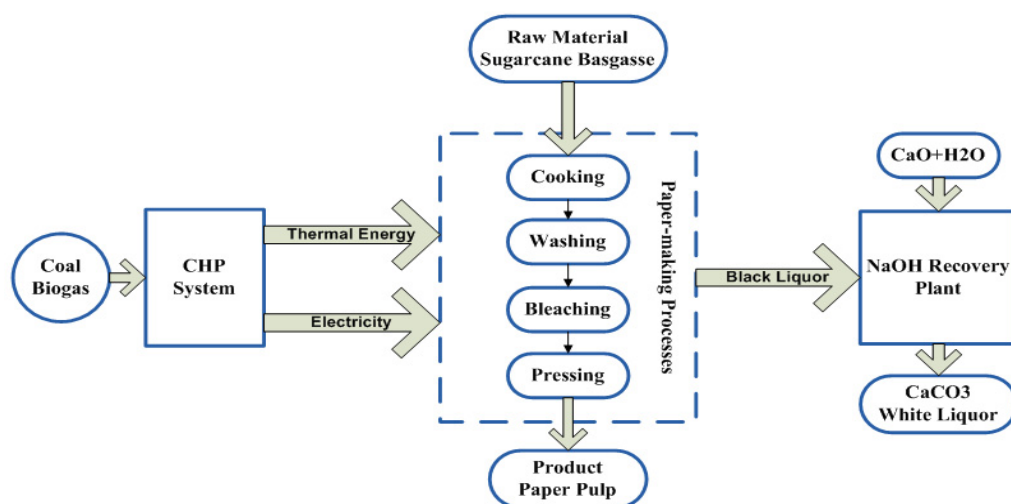 Raw Material
Sugarcane Basgasse
Cooking
Washing
Bleaching
Pressing
Paper-making Processes
Product
Paper Pulp
Coal
Biogas
CHP
System
Thermal Energy
Electricity
Black Liquor
CaO+H2O
NaOH Recovery
Plant
CaCO3
White Liquor